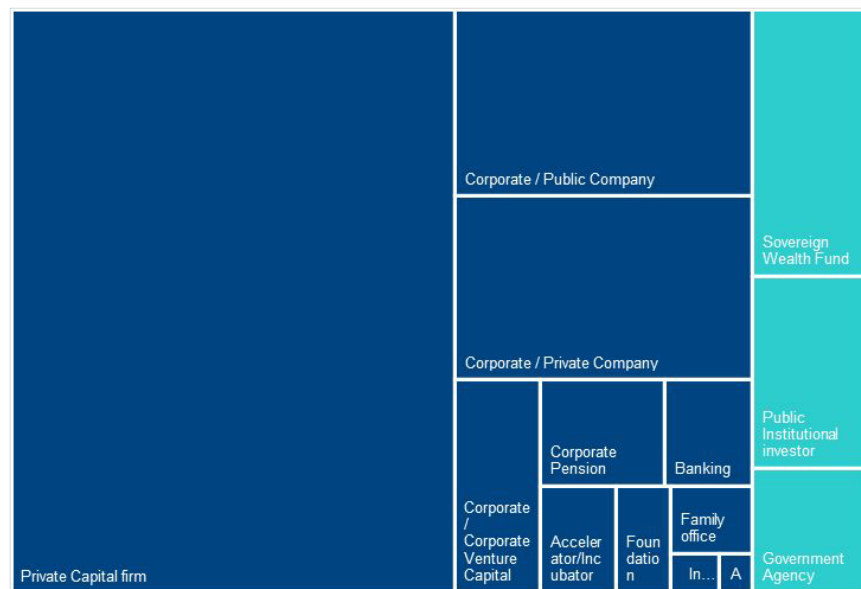 Corporate / Public Company
Sovereign
Wealth Fund
Corporate / Private Company
Public
Institutional
investor
Corporate
Pension
Banking
Corporate
/
Corporate
Venture
Capital
Acceler
ator/Inc
ubator
Foun
datio
n
Family
office
In...
A
Government
Agency
Private Capital firm